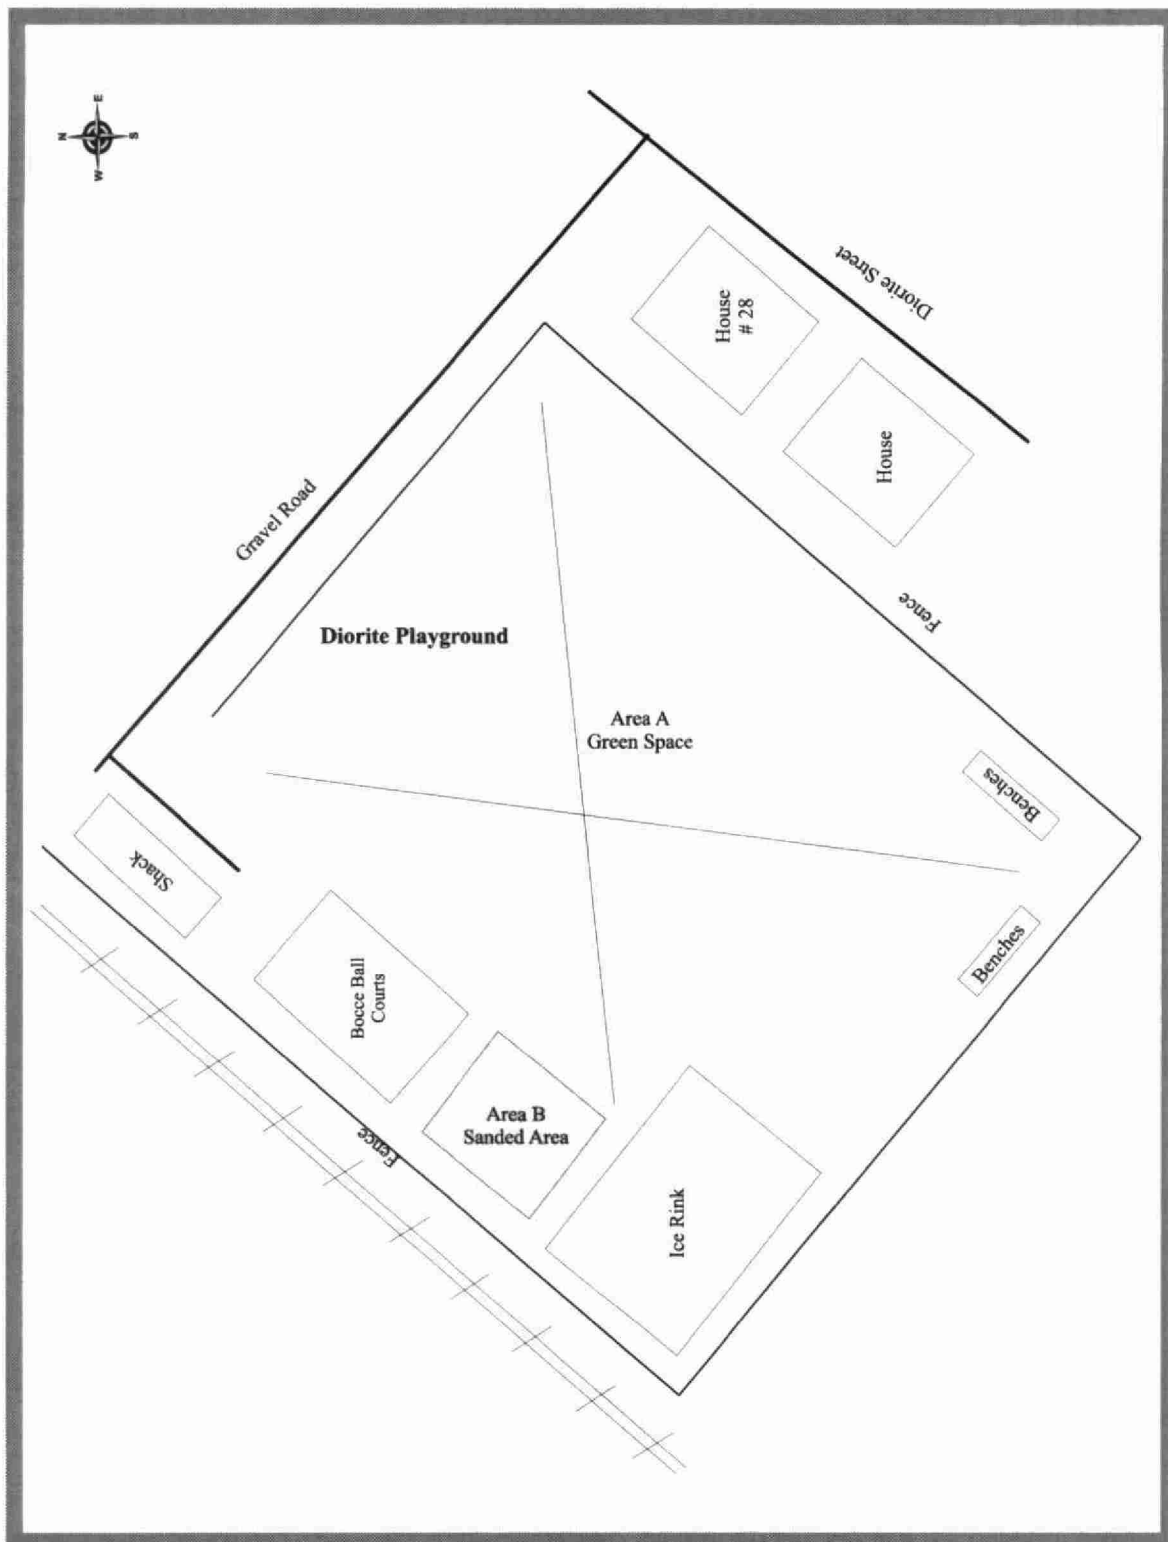 E
N
S
W
Diorite Street
House
# 28
House
Gravel Road
Fence
Diorite Playground
Area A
Green Space
Benches
Shack
Benches
Bocce Ball
Courts
Area B
Sanded Area
Fence
Ice Rink